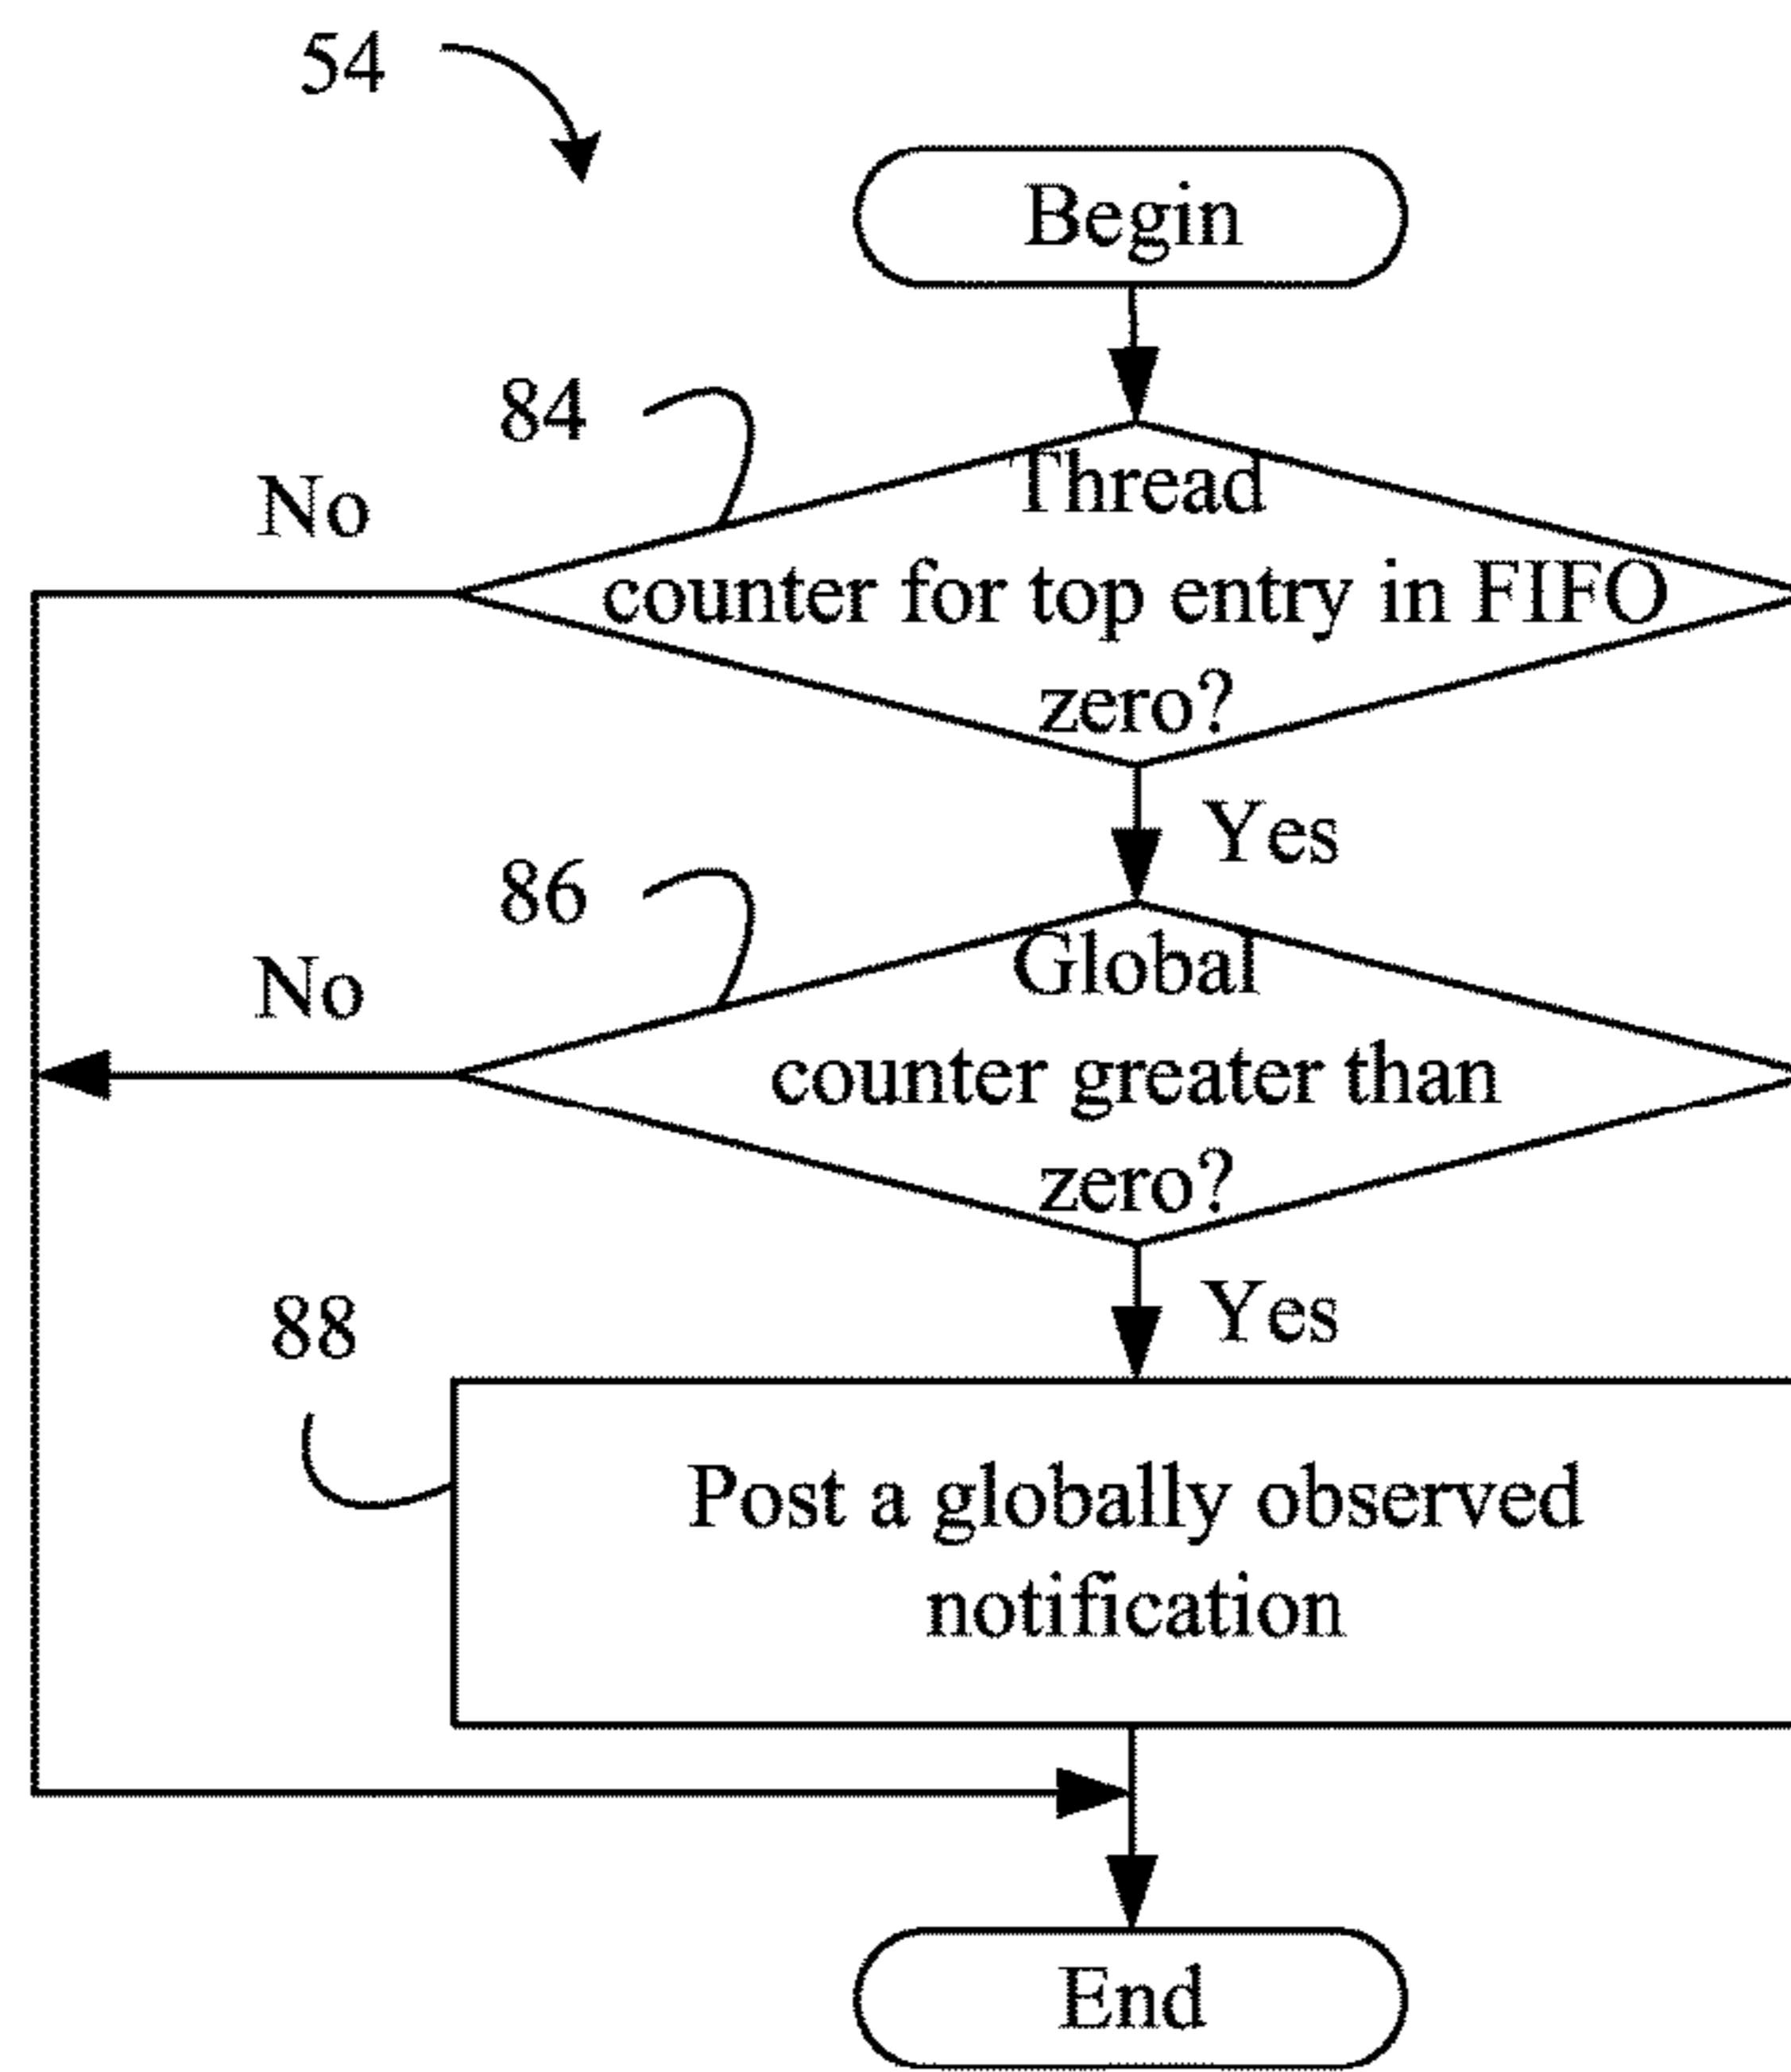 54
Begin
84
No
Thread
counter for top entry in FIFO
zero?
Yes
86
No
Global
counter greater than
zero?
Yes
88
Post a globally observed
notification
End